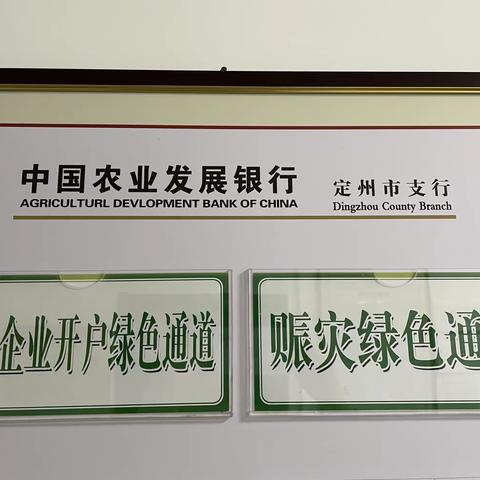 中国农业发展银行 定州市支行
AGRICULTURL DEVLOPMENT BANK OF CHINA Dingzhou County Branch
企业开户绿色通道 赈灾绿色通